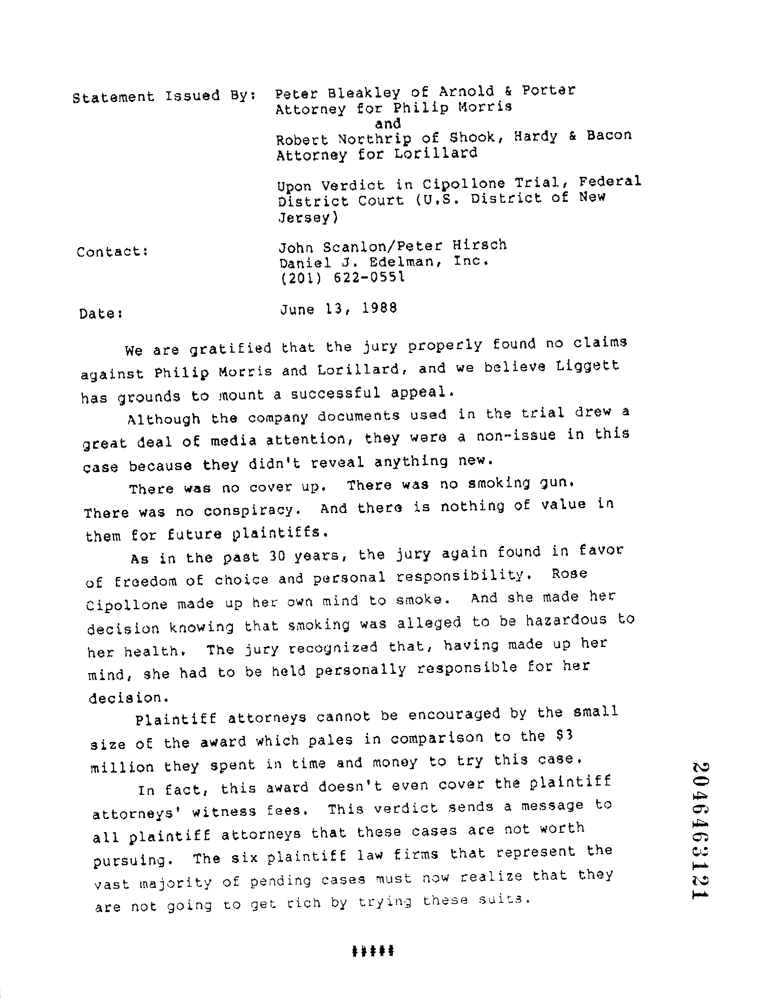 Statement Issued By: Peter Bleakley of Arnold & Porter
Attorney for Philip Morris
and
Robert Northrip of Shook, Hardy & Bacon
Attorney for Lorillard
Upon Verdict in Cipollone Trial, Federal
District Court (U.S. District of New
Jersey)
Contact: John Scanlon/Peter Hirsch
Daniel J. Edelman, Inc.
(201) 622-0551
Date: June 13, 1988
We are gratified that the jury properly found no claims
against Philip Morris and Lorillard, and we believe Liggett
has grounds to mount a successful appeal.
Although the company documents used in the trial drew a
great deal of media attention, they were a non-issue in this
case because they didn't reveal anything new.
There was no cover up. There was no smoking gun.
There was no conspiracy. And there is nothing of value in
them for future plaintiffs.
As in the past 30 years, the jury again found in favor
of freedom of choice and personal responsibility. Rose
Cipollone made up her own mind to smoke. And she made her
decision knowing that smoking was alleged to be hazardous to
her health. The jury recognized that, having made up her
mind, she had to be held personally responsible for her
decision.
Plaintiff attorneys cannot be encouraged by the small
size of the award which pales in comparison to the $3
million they spent in time and money to try this case.
In fact, this award doesn't even cover the plaintiff
attorneys' witness fees. This verdict sends a message to
all plaintiff attorneys that these cases are not worth
pursuing. The six plaintiff law firms that represent the
vast majority of pending cases must now realize that they
are not going to get rich by trying these suits.
#####
2046463121